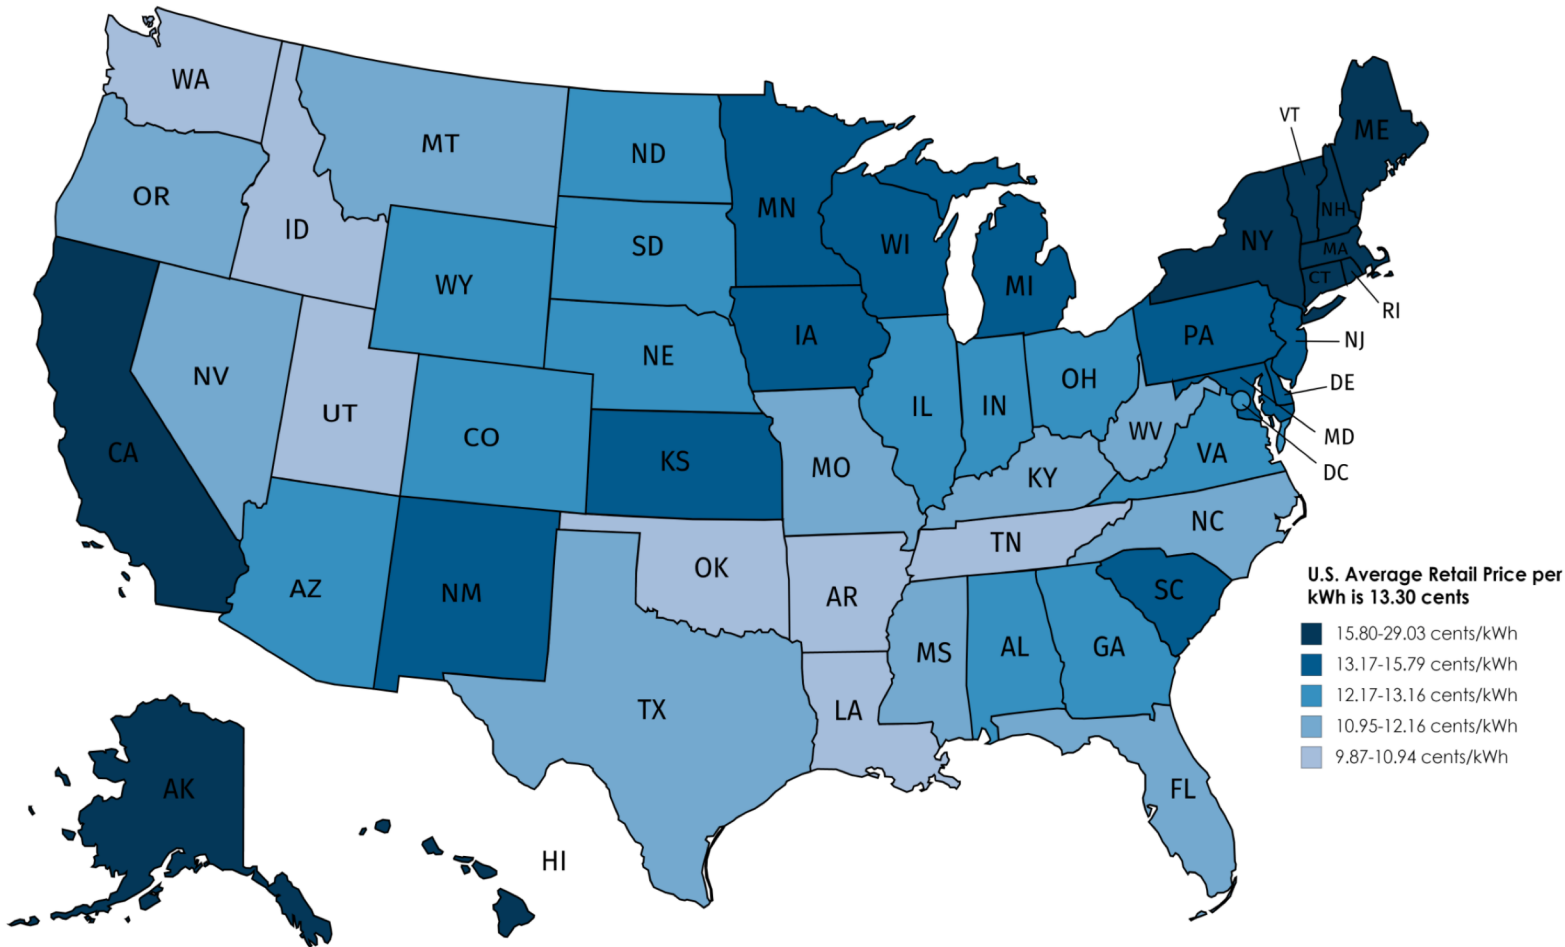 WA
MT
ND
VT
ME
OR
ID
MN
NH
SD
WI
NY
MA
WY
MI
CT
RI
IA
PA
NJ
NE
NV
OH
DE
UT
IL
IN
CO
WV
MD
CA
KS
MO
KY
VA
DC
NC
TN
OK
AZ
NM
AR
SC
MS
AL
GA
TX
LA
AK
FL
HI
U.S. Average Retail Price per
kWh is 13.30 cents
15.80-29.03 cents/kWh
13.17-15.79 cents/kWh
12.17-13.16 cents/kWh
10.95-12.16 cents/kWh
9.87-10.94 cents/kWh